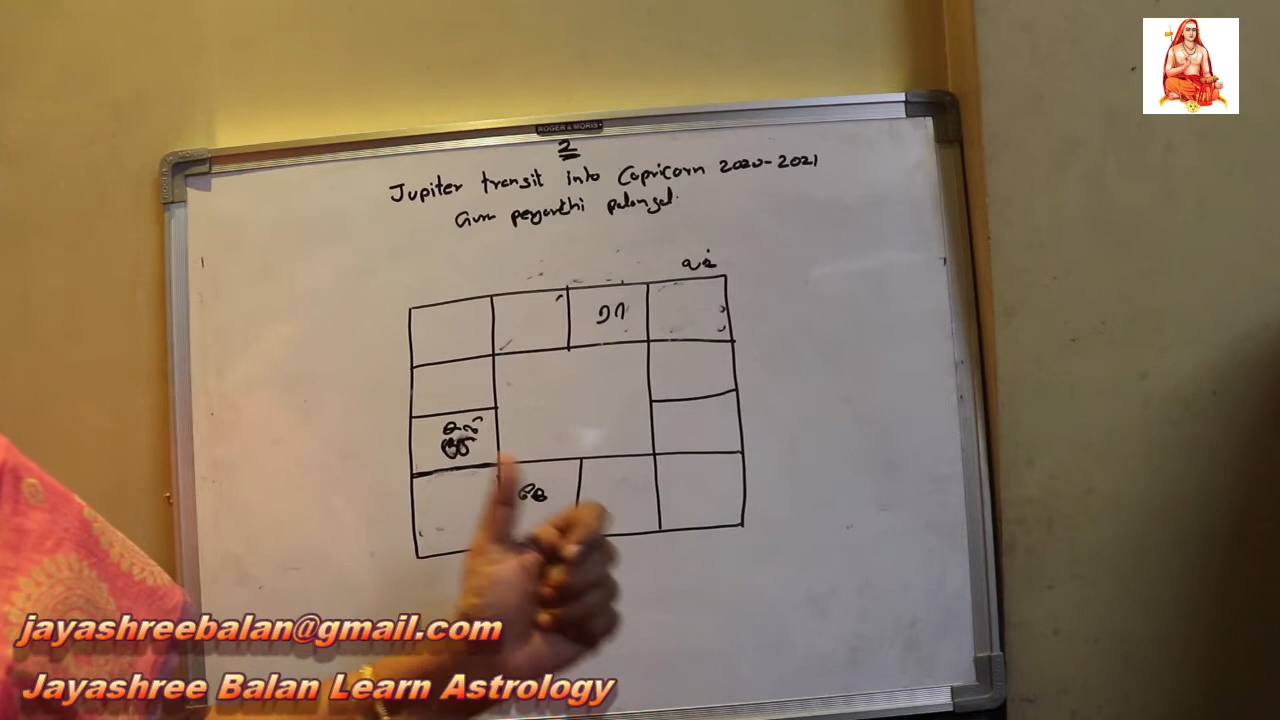 ROGER & MORIS
2
Jupiter transit into Capricorn 2020-2021
Guru peyarchi palangal.
ரா
கே
jayashreebalan@gmail.com
Jayashree Balan Learn Astrology